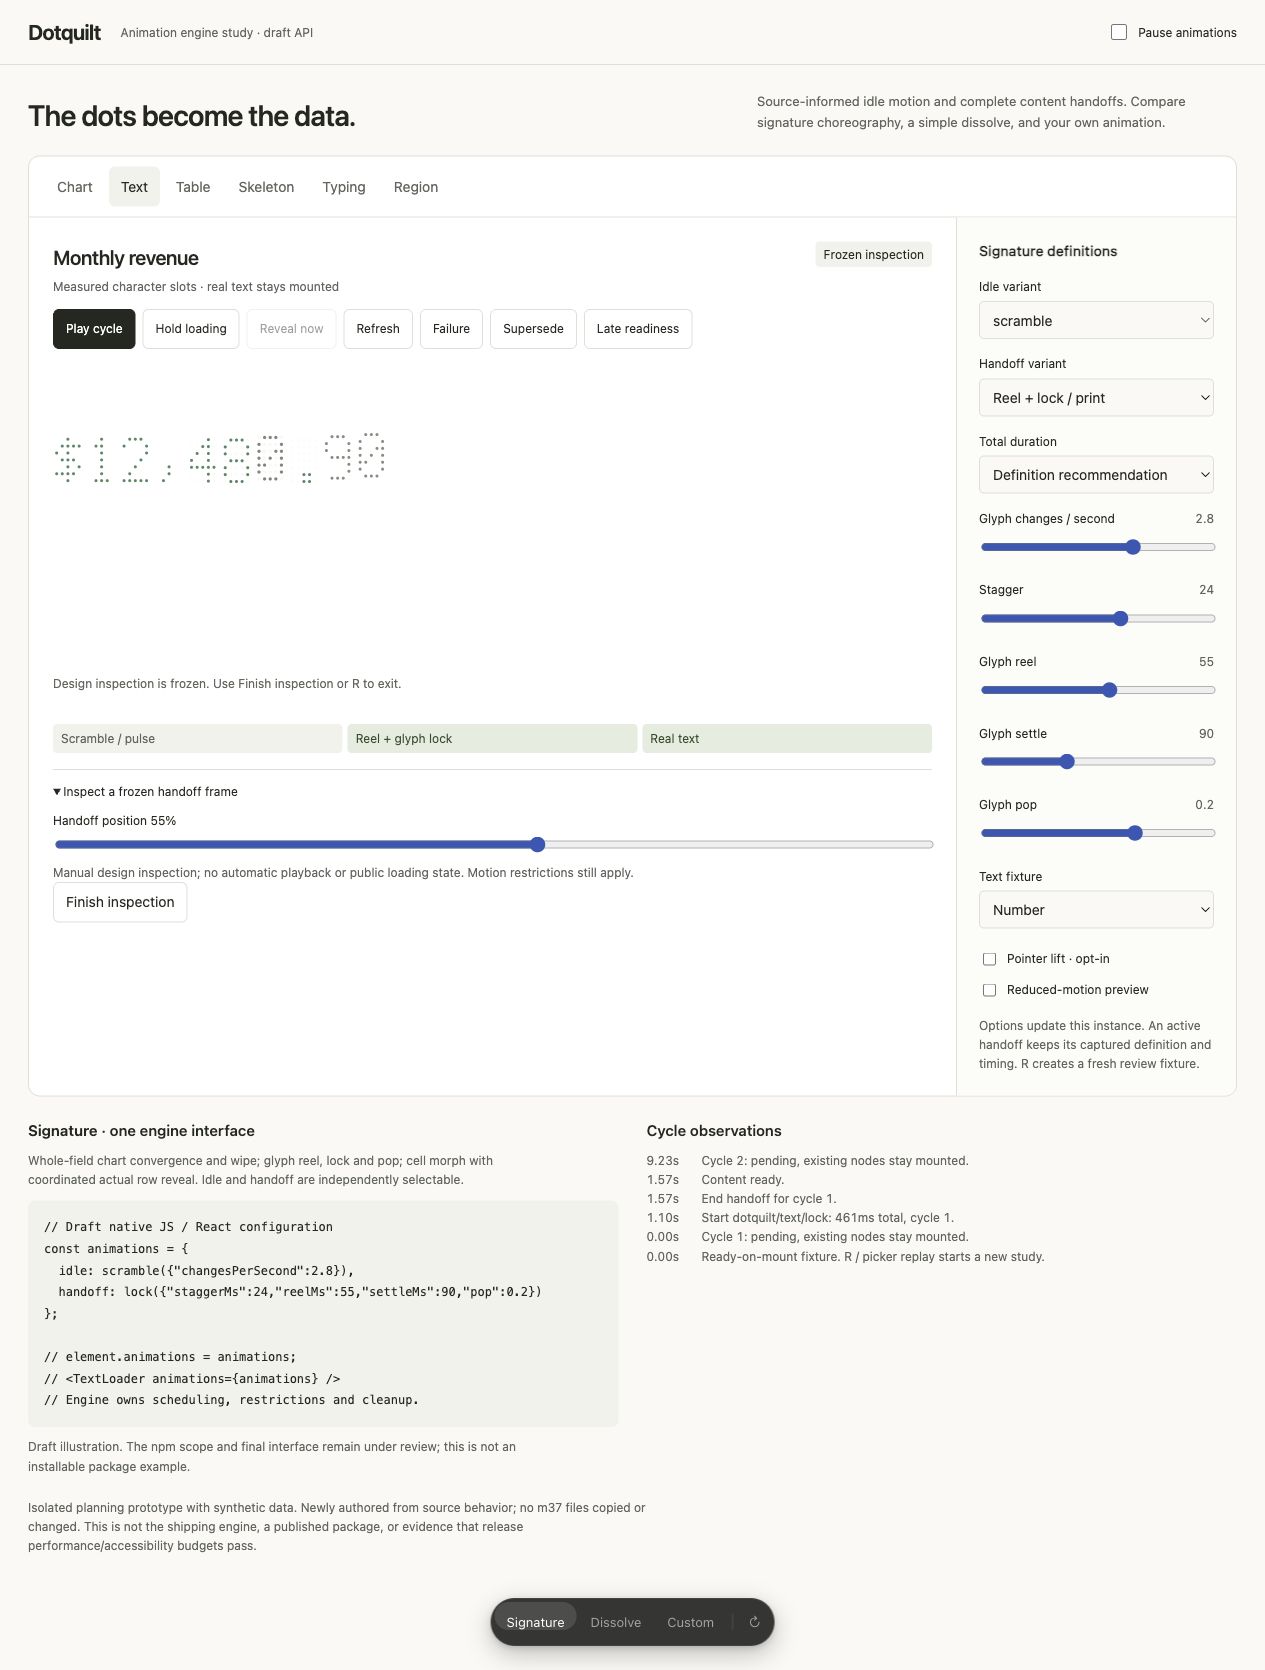 Dotquilt
Animation engine study · draft API
Pause animations
The dots become the data.
Source-informed idle motion and complete content handoffs. Compare
signature choreography, a simple dissolve, and your own animation.
Chart
Text
Table
Skeleton
Typing
Region
Monthly revenue
Frozen inspection
Measured character slots · real text stays mounted
Play cycle
Hold loading
Reveal now
Refresh
Failure
Supersede
Late readiness
$12,480.90
Design inspection is frozen. Use Finish inspection or R to exit.
Scramble / pulse
Reel + glyph lock
Real text
Inspect a frozen handoff frame
Handoff position 55%
Manual design inspection; no automatic playback or public loading state. Motion restrictions still apply.
Finish inspection
Signature definitions
Idle variant
scramble
Handoff variant
Reel + lock / print
Total duration
Definition recommendation
Glyph changes / second 2.8
Stagger 24
Glyph reel 55
Glyph settle 90
Glyph pop 0.2
Text fixture
Number
Pointer lift · opt-in
Reduced-motion preview
Options update this instance. An active
handoff keeps its captured definition and
timing. R creates a fresh review fixture.
Signature · one engine interface
Whole-field chart convergence and wipe; glyph reel, lock and pop; cell morph with
coordinated actual row reveal. Idle and handoff are independently selectable.
// Draft native JS / React configuration
const animations = {
  idle: scramble({"changesPerSecond":2.8}),
  handoff: lock({"staggerMs":24,"reelMs":55,"settleMs":90,"pop":0.2})
};
// element.animations = animations;
// <TextLoader animations={animations} />
// Engine owns scheduling, restrictions and cleanup.
Draft illustration. The npm scope and final interface remain under review; this is not an
installable package example.
Isolated planning prototype with synthetic data. Newly authored from source behavior; no m37 files copied or
changed. This is not the shipping engine, a published package, or evidence that release
performance/accessibility budgets pass.
Cycle observations
9.23s Cycle 2: pending, existing nodes stay mounted.
1.57s Content ready.
1.57s End handoff for cycle 1.
1.10s Start dotquilt/text/lock: 461ms total, cycle 1.
0.00s Cycle 1: pending, existing nodes stay mounted.
0.00s Ready-on-mount fixture. R / picker replay starts a new study.
Signature
Dissolve
Custom